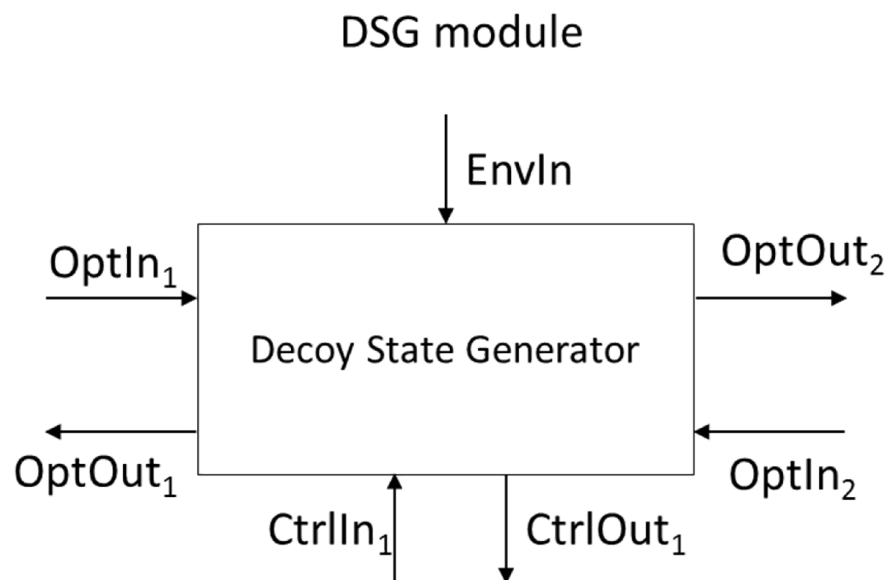 DSG module
EnvIn
OptIn₁
OptOut₂
Decoy State Generator
OptOut₁
OptIn₂
CtrlIn₁
CtrlOut₁